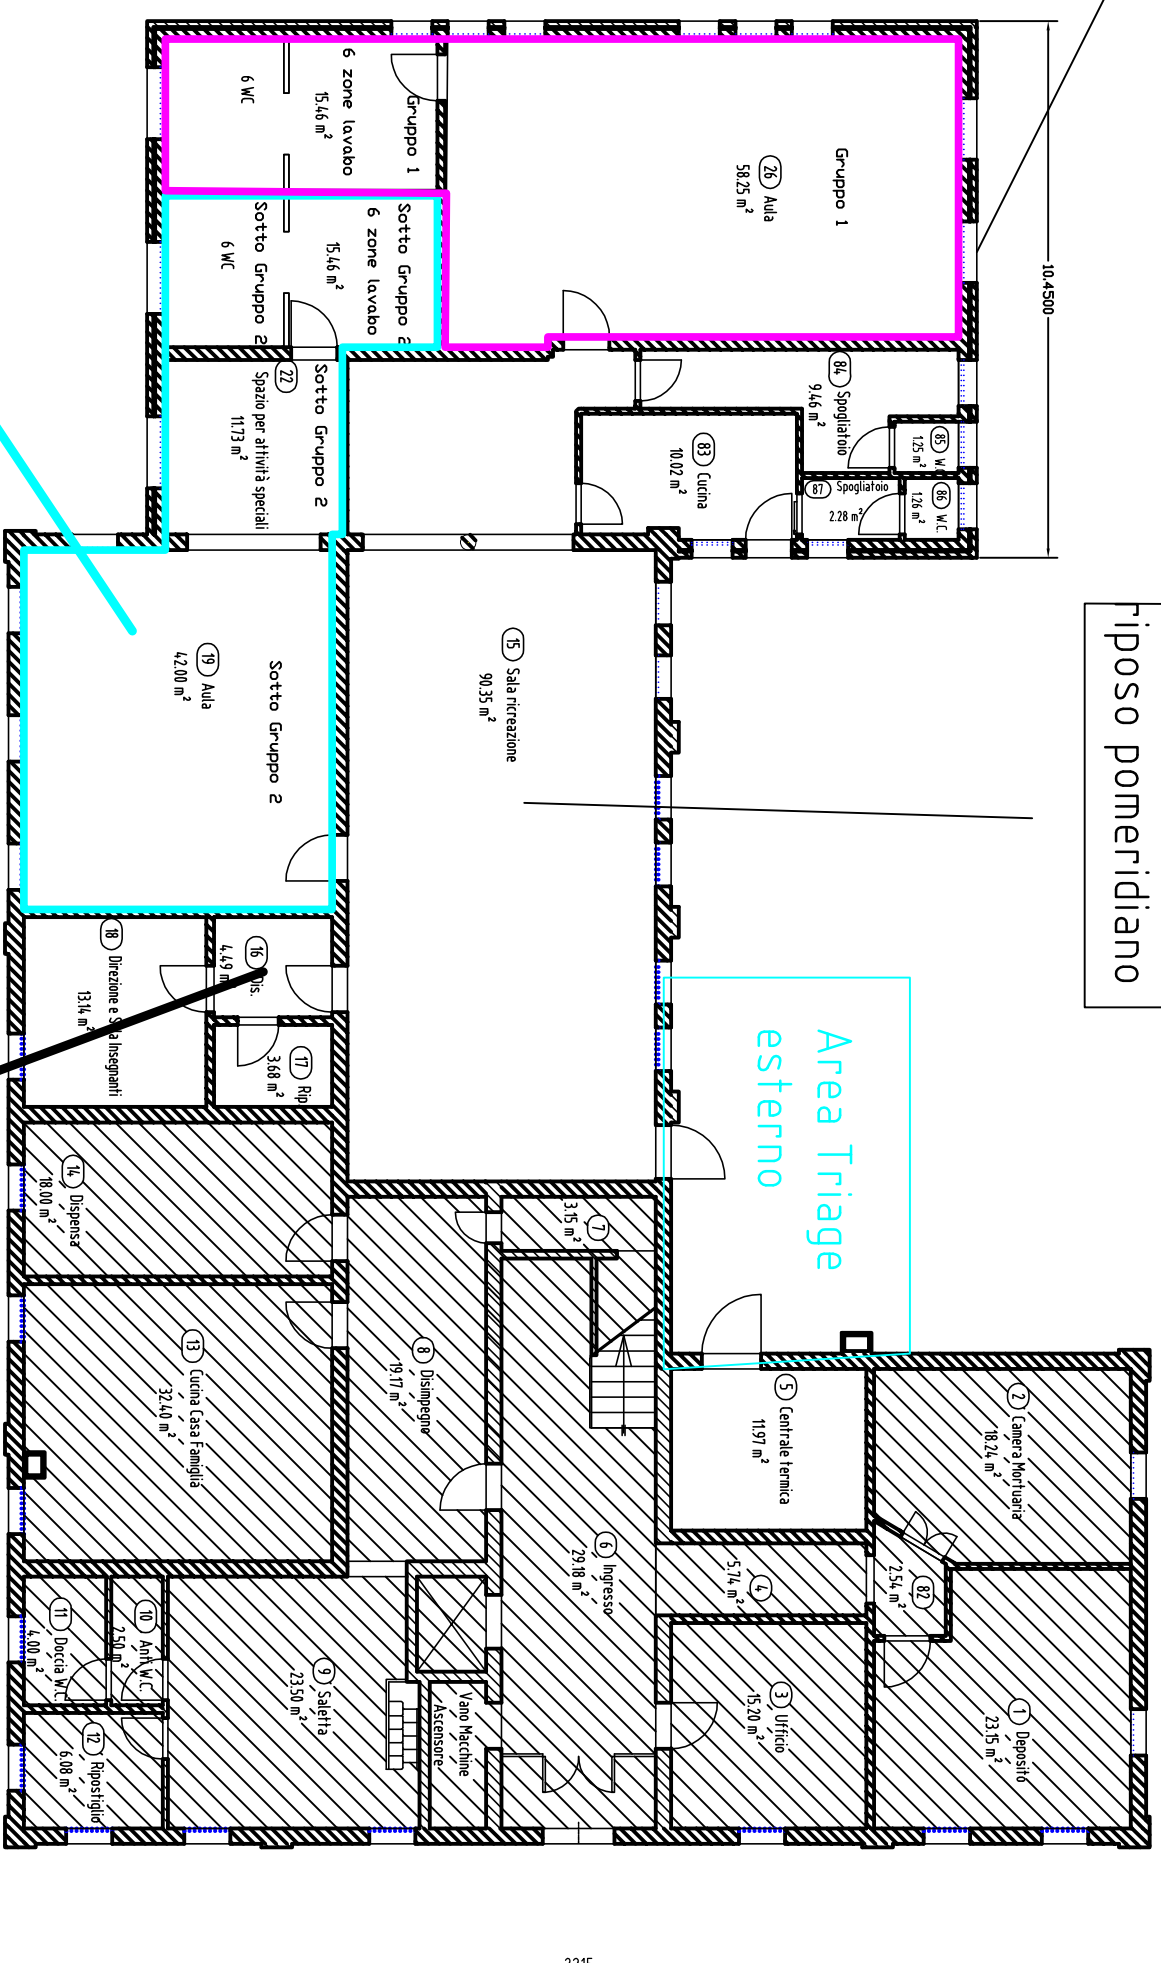 6 WC
6 zone lavabo
15.46 m²
Gruppo 1
Gruppo 1
26 Aula
58.25 m²
10.4500
Sotto Gruppo 2
6 zone lavabo
15.46 m²
Sotto Gruppo 2
6 WC
Sotto Gruppo 2
22
Spazio per attività speciali
11.73 m²
84 Spogliatoio
9.46 m²
85 W.C.
1.25 m²
86 W.C.
1.26 m²
83 Cucina
10.02 m²
87 Spogliatoio
2.28 m²
riposo pomeridiano
15 Sala ricreazione
90.35 m²
19 Aula
42.00 m²
Sotto Gruppo 2
16 Dis.
4.49 m²
18 Direzione e Sala Insegnanti
13.14 m²
17 Rip
3.68 m²
Area Triage
esterno
14 Dispensa
18.00 m²
7
3.15 m²
13 Cucina Casa Famiglia
32.40 m²
8 Disimpegno
19.17 m²
5 Centrale termica
11.97 m²
2 Camera Mortuaria
18.24 m²
6 Ingresso
29.18 m²
4
5.74 m²
82
2.54 m²
11 Doccia W.C.
4.00 m²
10 Anti W.C.
2.50 m²
9 Saletta
23.50 m²
12 Ripostiglio
6.08 m²
Vano Macchine
Ascensore
3 Ufficio
15.20 m²
1 Deposito
23.15 m²